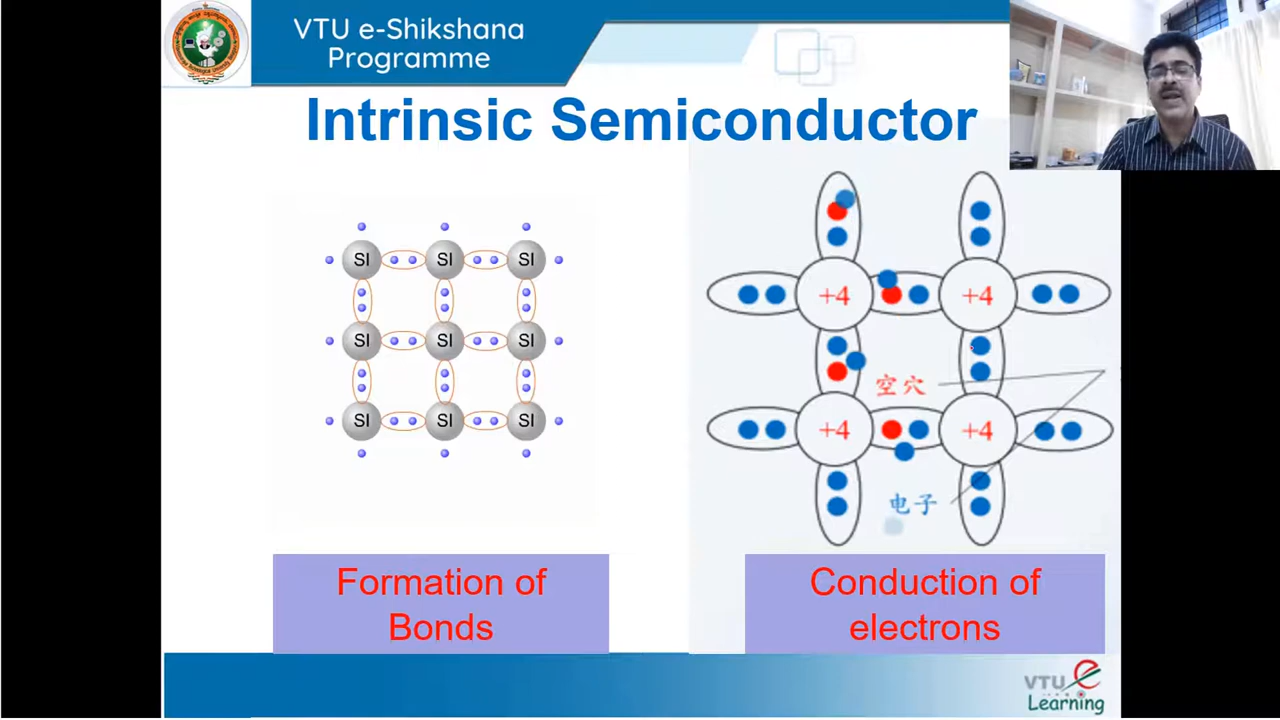 VTU e-Shikshana
Programme
Intrinsic Semiconductor
SI SI SI
SI SI SI
SI SI SI
+4 +4
空穴
+4 +4
电子
Formation of
Bonds
Conduction of
electrons
VTU e
Learning